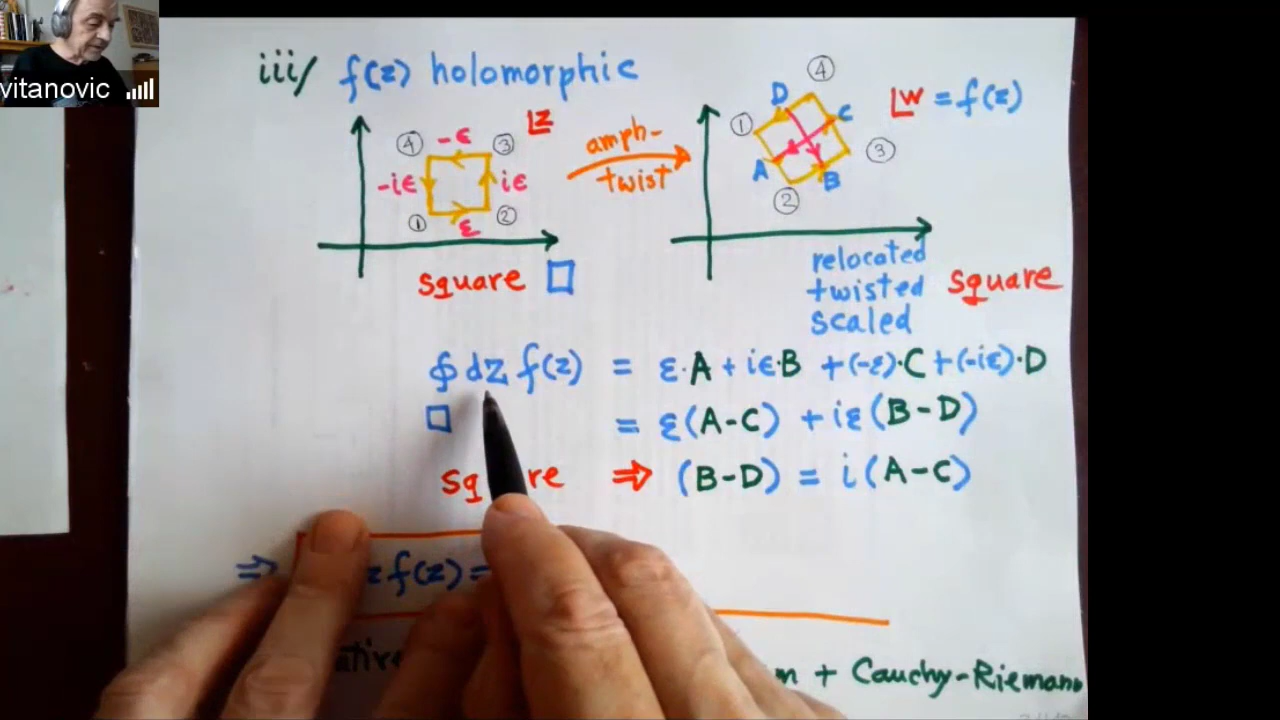 vitanovic
iii/ f(z) holomorphic
④ -ε ③ z
-iε iε
① ε ②
square □
amph-
-twist
④
D C
① ③
A B
②
w = f(z)
relocated
twisted
scaled
square
∮ dz f(z) = ε·A + iε·B + (-ε)·C + (-iε)·D
□ = ε(A-C) + iε(B-D)
⇒ (B-D) = i(A-C)
⇒ z f(z) =
+ Cauchy-Riemann